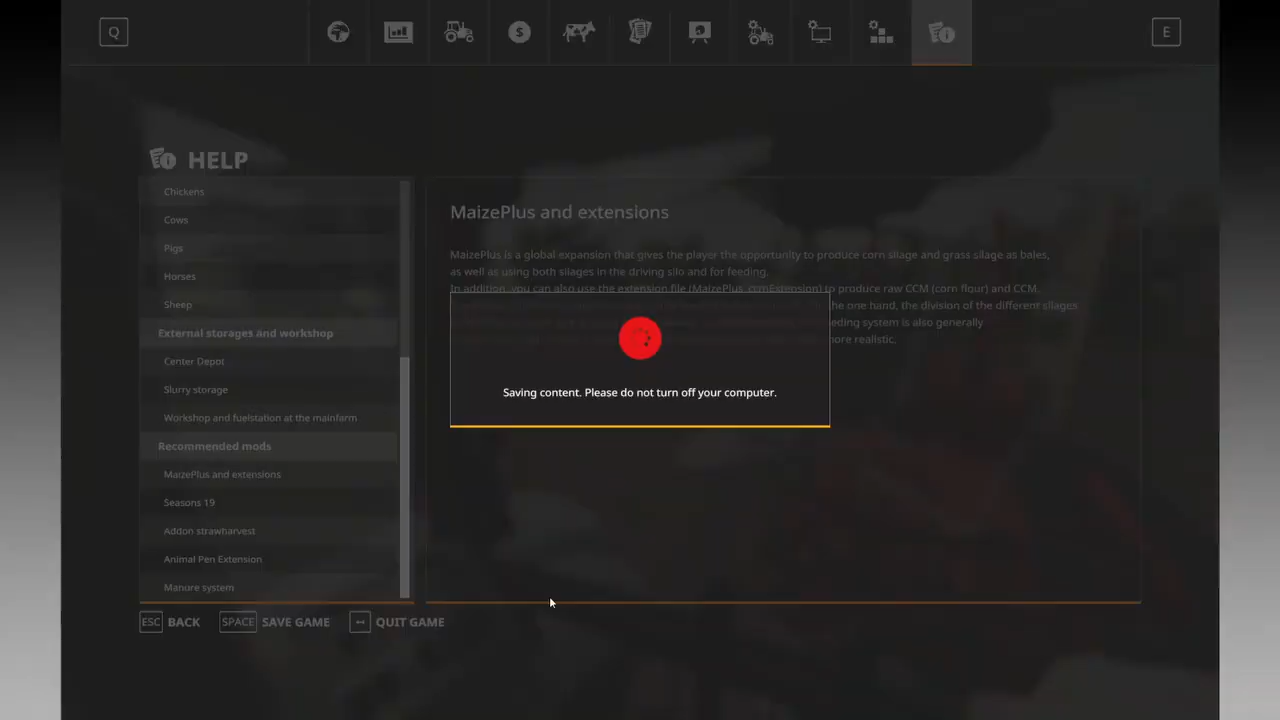 Q
E
HELP
Chickens
Cows
Pigs
Horses
Sheep
External storages and workshop
Center Depot
Slurry storage
Workshop and fuelstation at the mainfarm
Recommended mods
MaizePlus and extensions
Seasons 19
Addon strawharvest
Animal Pen Extension
Manure system
MaizePlus and extensions
MaizePlus is a global expansion that gives the player the opportunity to produce corn silage and grass silage as bales,
as well as using both silages in the driving silo and for feeding.
In addition, you can also use the extension file (MaizePlus_ccmExtension) to produce raw CCM (corn flour) and CCM.
the one hand, the division of the different silages
eding system is also generally
ore realistic.
Saving content. Please do not turn off your computer.
ESC BACK
SPACE SAVE GAME
QUIT GAME